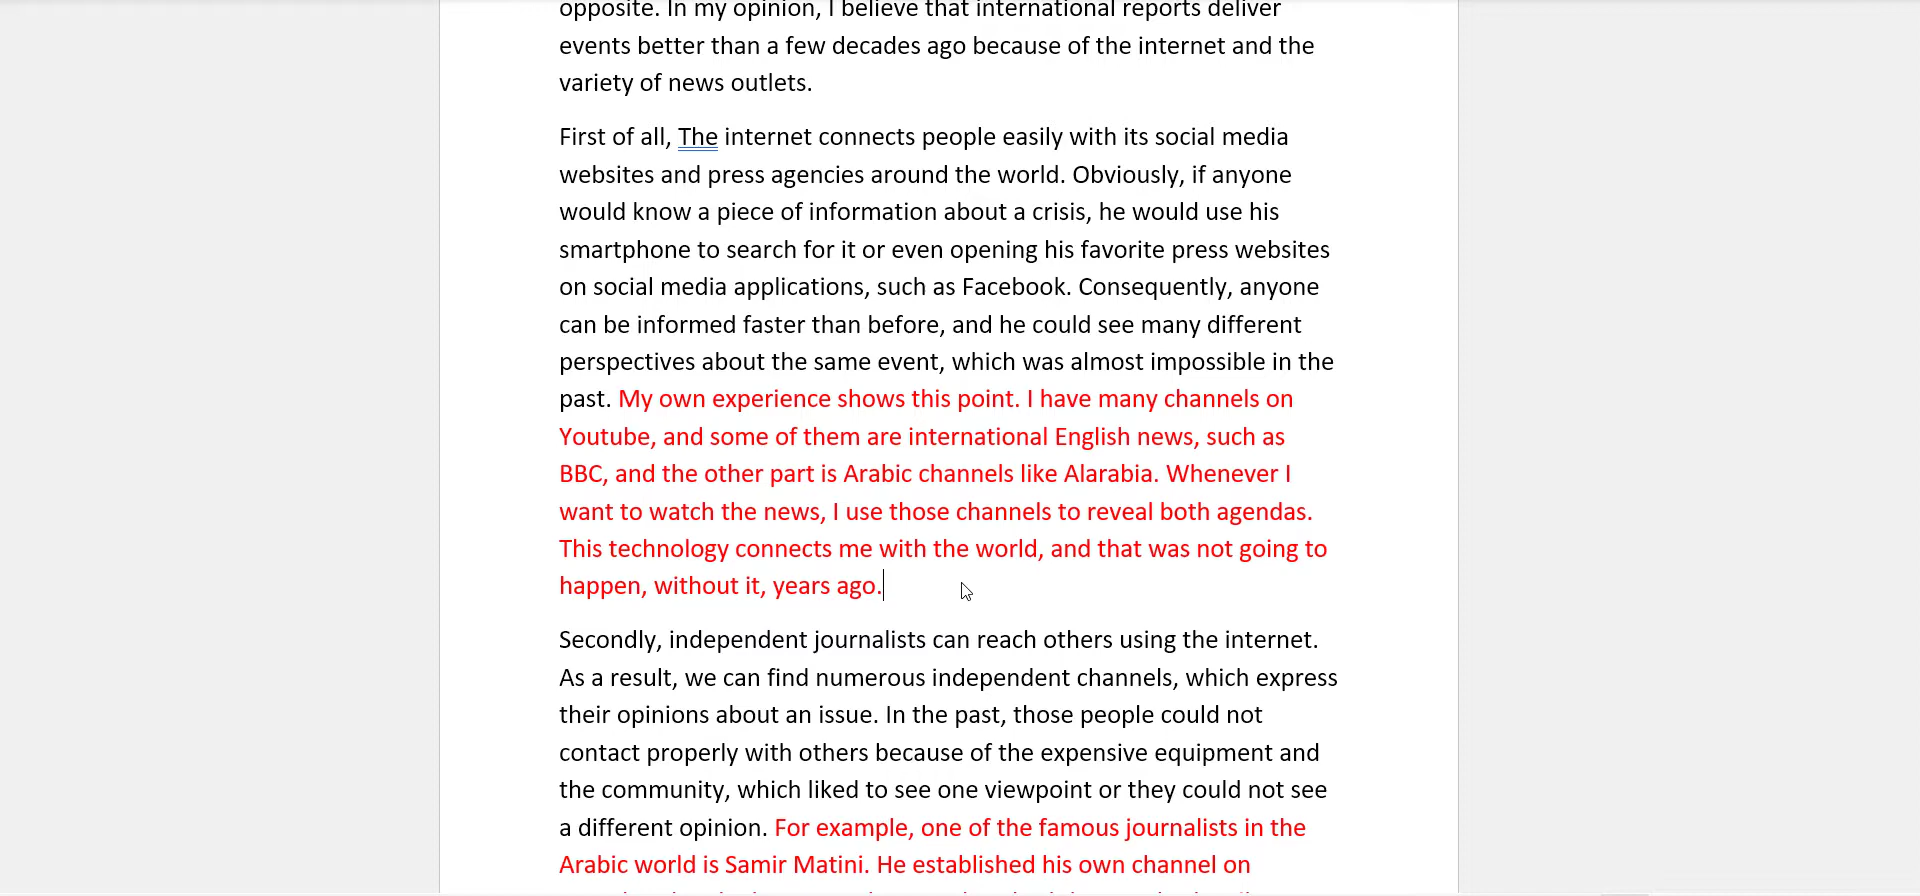 opposite. In my opinion, I believe that international reports deliver
events better than a few decades ago because of the internet and the
variety of news outlets.
First of all, The internet connects people easily with its social media
websites and press agencies around the world. Obviously, if anyone
would know a piece of information about a crisis, he would use his
smartphone to search for it or even opening his favorite press websites
on social media applications, such as Facebook. Consequently, anyone
can be informed faster than before, and he could see many different
perspectives about the same event, which was almost impossible in the
past. My own experience shows this point. I have many channels on
Youtube, and some of them are international English news, such as
BBC, and the other part is Arabic channels like Alarabia. Whenever I
want to watch the news, I use those channels to reveal both agendas.
This technology connects me with the world, and that was not going to
happen, without it, years ago.
Secondly, independent journalists can reach others using the internet.
As a result, we can find numerous independent channels, which express
their opinions about an issue. In the past, those people could not
contact properly with others because of the expensive equipment and
the community, which liked to see one viewpoint or they could not see
a different opinion. For example, one of the famous journalists in the
Arabic world is Samir Matini. He established his own channel on